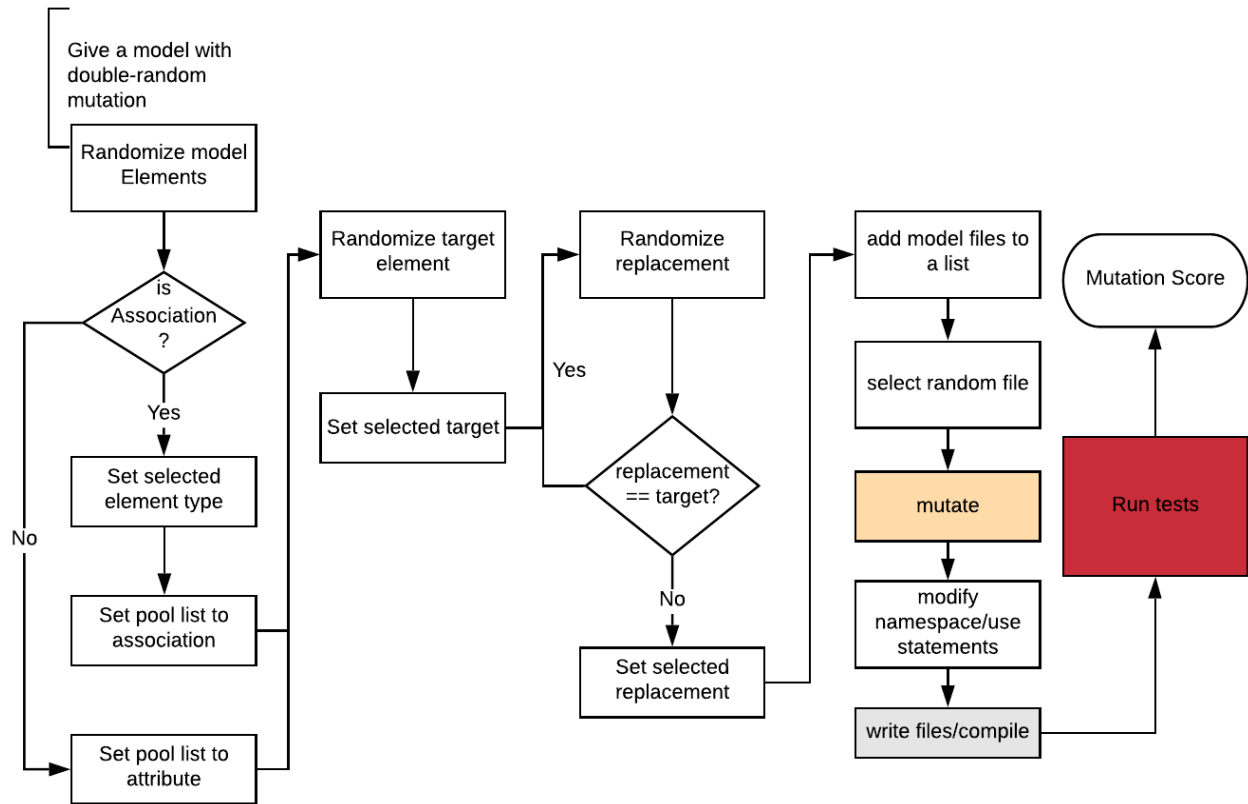 Give a model with
double-random
mutation
Randomize model
Elements
is
Association
?
Yes
No
Set selected
element type
Set pool list to
association
Set pool list to
attribute
Randomize target
element
Set selected target
Randomize
replacement
Yes
replacement
== target?
No
Set selected
replacement
add model files to
a list
select random file
mutate
modify
namespace/use
statements
write files/compile
Run tests
Mutation Score